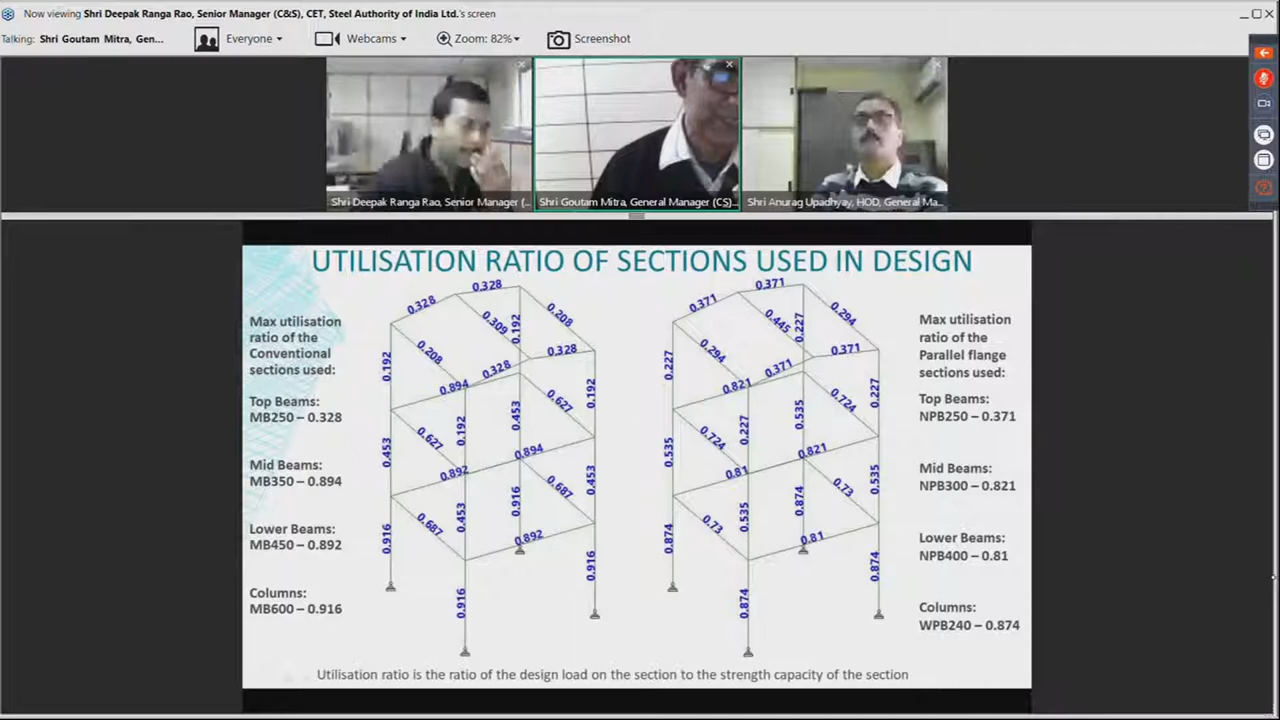 Now viewing Shri Deepak Ranga Rao, Senior Manager (C&S), CET, Steel Authority of India Ltd.'s screen
Talking: Shri Goutam Mitra, Gen...
Everyone
Webcams
Zoom: 82%
Screenshot
Shri Deepak Ranga Rao, Senior Manager (...
Shri Goutam Mitra, General Manager (CS)...
Shri Anurag Upadhyay, HOD, General Ma...
UTILISATION RATIO OF SECTIONS USED IN DESIGN
Max utilisation
ratio of the
Conventional
sections used:
Top Beams:
MB250 – 0.328
Mid Beams:
MB350 – 0.894
Lower Beams:
MB450 – 0.892
Columns:
MB600 – 0.916
0.328
0.328
0.309
0.192
0.208
0.192
0.208
0.328
0.328
0.894
0.192
0.453
0.627
0.192
0.453
0.627
0.894
0.892
0.453
0.916
0.687
0.453
0.916
0.687
0.892
0.916
0.916
0.371
0.371
0.445
0.227
0.294
0.227
0.294
0.371
0.371
0.821
0.227
0.535
0.724
0.227
0.535
0.724
0.821
0.81
0.535
0.874
0.73
0.535
0.874
0.73
0.81
0.874
0.874
Max utilisation
ratio of the
Parallel flange
sections used:
Top Beams:
NPB250 – 0.371
Mid Beams:
NPB300 – 0.821
Lower Beams:
NPB400 – 0.81
Columns:
WPB240 – 0.874
Utilisation ratio is the ratio of the design load on the section to the strength capacity of the section